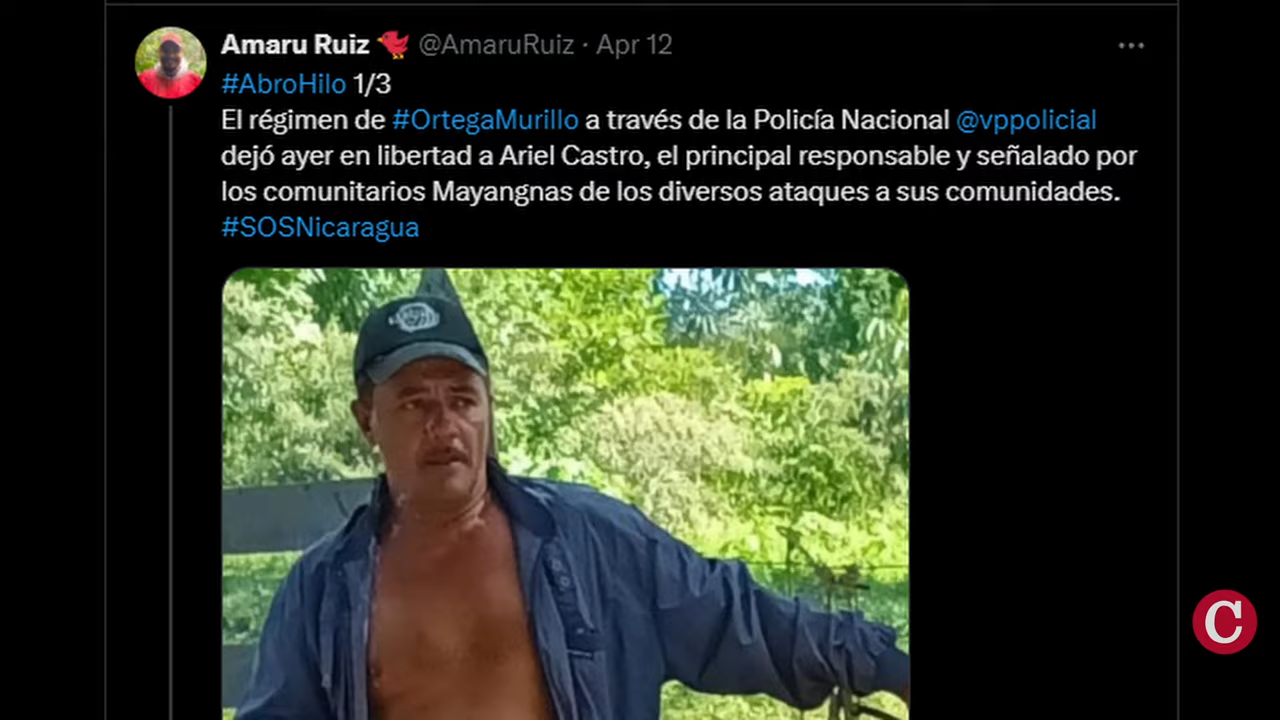 Amaru Ruiz @AmaruRuiz · Apr 12
#AbroHilo 1/3
El régimen de #OrtegaMurillo a través de la Policía Nacional @vppolicial
dejó ayer en libertad a Ariel Castro, el principal responsable y señalado por
los comunitarios Mayangnas de los diversos ataques a sus comunidades.
#SOSNicaragua
C